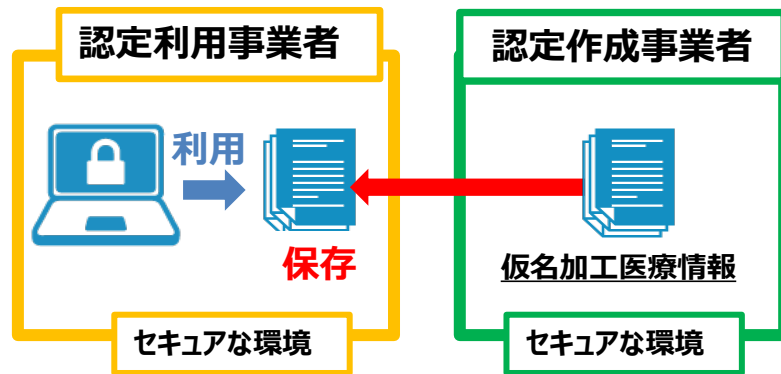 認定利用事業者
認定作成事業者
利用
保存
仮名加工医療情報
セキュアな環境
セキュアな環境